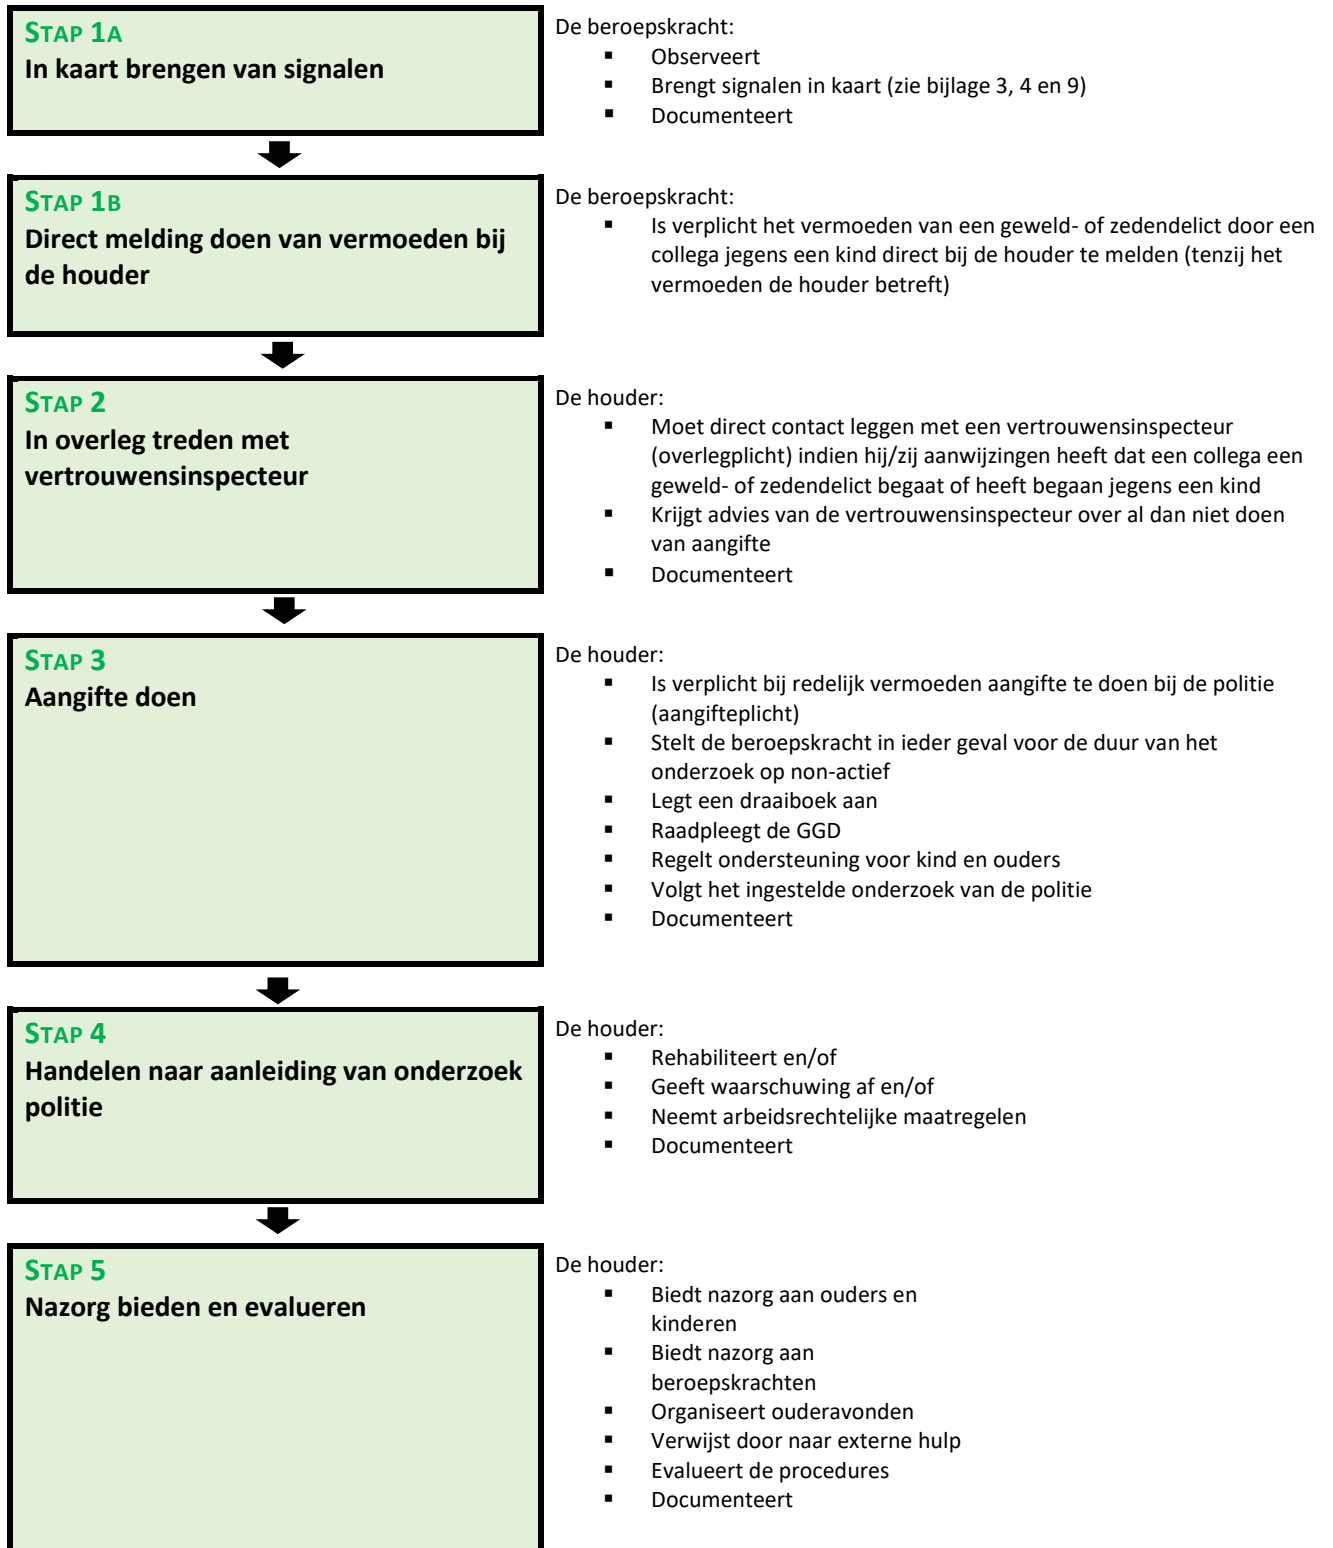 STAP 1A
In kaart brengen van signalen
De beroepskracht:
▪ Observeert
▪ Brengt signalen in kaart (zie bijlage 3, 4 en 9)
▪ Documenteert
STAP 1B
Direct melding doen van vermoeden bij
de houder
De beroepskracht:
▪ Is verplicht het vermoeden van een geweld- of zedendelict door een
collega jegens een kind direct bij de houder te melden (tenzij het
vermoeden de houder betreft)
STAP 2
In overleg treden met
vertrouwensinspecteur
De houder:
▪ Moet direct contact leggen met een vertrouwensinspecteur
(overlegplicht) indien hij/zij aanwijzingen heeft dat een collega een
geweld- of zedendelict begaat of heeft begaan jegens een kind
▪ Krijgt advies van de vertrouwensinspecteur over al dan niet doen
van aangifte
▪ Documenteert
STAP 3
Aangifte doen
De houder:
▪ Is verplicht bij redelijk vermoeden aangifte te doen bij de politie
(aangifteplicht)
▪ Stelt de beroepskracht in ieder geval voor de duur van het
onderzoek op non-actief
▪ Legt een draaiboek aan
▪ Raadpleegt de GGD
▪ Regelt ondersteuning voor kind en ouders
▪ Volgt het ingestelde onderzoek van de politie
▪ Documenteert
STAP 4
Handelen naar aanleiding van onderzoek
politie
De houder:
▪ Rehabiliteert en/of
▪ Geeft waarschuwing af en/of
▪ Neemt arbeidsrechtelijke maatregelen
▪ Documenteert
STAP 5
Nazorg bieden en evalueren
De houder:
▪ Biedt nazorg aan ouders en
kinderen
▪ Biedt nazorg aan
beroepskrachten
▪ Organiseert ouderavonden
▪ Verwijst door naar externe hulp
▪ Evalueert de procedures
▪ Documenteert